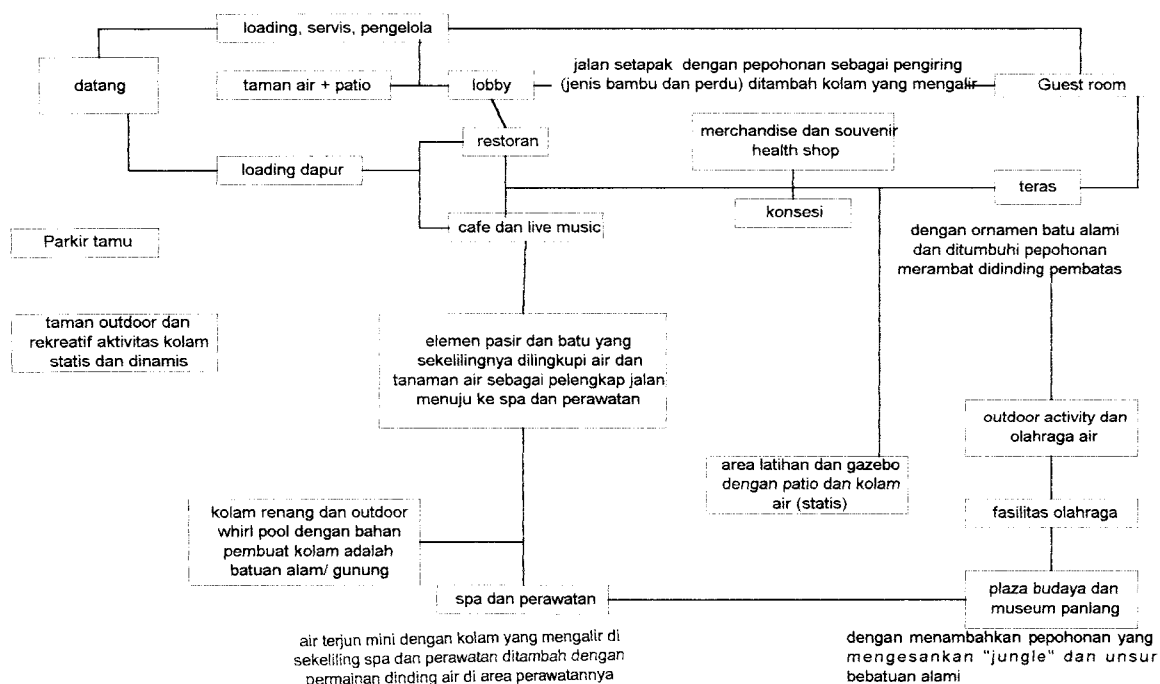 loading, servis, pengelola
datang
taman air + patio
lobby
jalan setapak dengan pepohonan sebagai pengiring
(jenis bambu dan perdu) ditambah kolam yang mengalir
Guest room
merchandise dan souvenir
health shop
restoran
loading dapur
teras
konsesi
cafe dan live music
Parkir tamu
dengan ornamen batu alami
dan ditumbuhi pepohonan
merambat didinding pembatas
taman outdoor dan
rekreatif aktivitas kolam
statis dan dinamis
elemen pasir dan batu yang
sekelilingnya dilingkupi air dan
tanaman air sebagai pelengkap jalan
menuju ke spa dan perawatan
outdoor activity dan
olahraga air
area latihan dan gazebo
dengan patio dan kolam
air (statis)
kolam renang dan outdoor
whirl pool dengan bahan
pembuat kolam adalah
batuan alam/ gunung
fasilitas olahraga
spa dan perawatan
plaza budaya dan
museum panlang
air terjun mini dengan kolam yang mengalir di
sekeliling spa dan perawatan ditambah dengan
permainan dinding air di area perawatannya
dengan menambahkan pepohonan yang
mengesankan "jungle" dan unsur
bebatuan alami